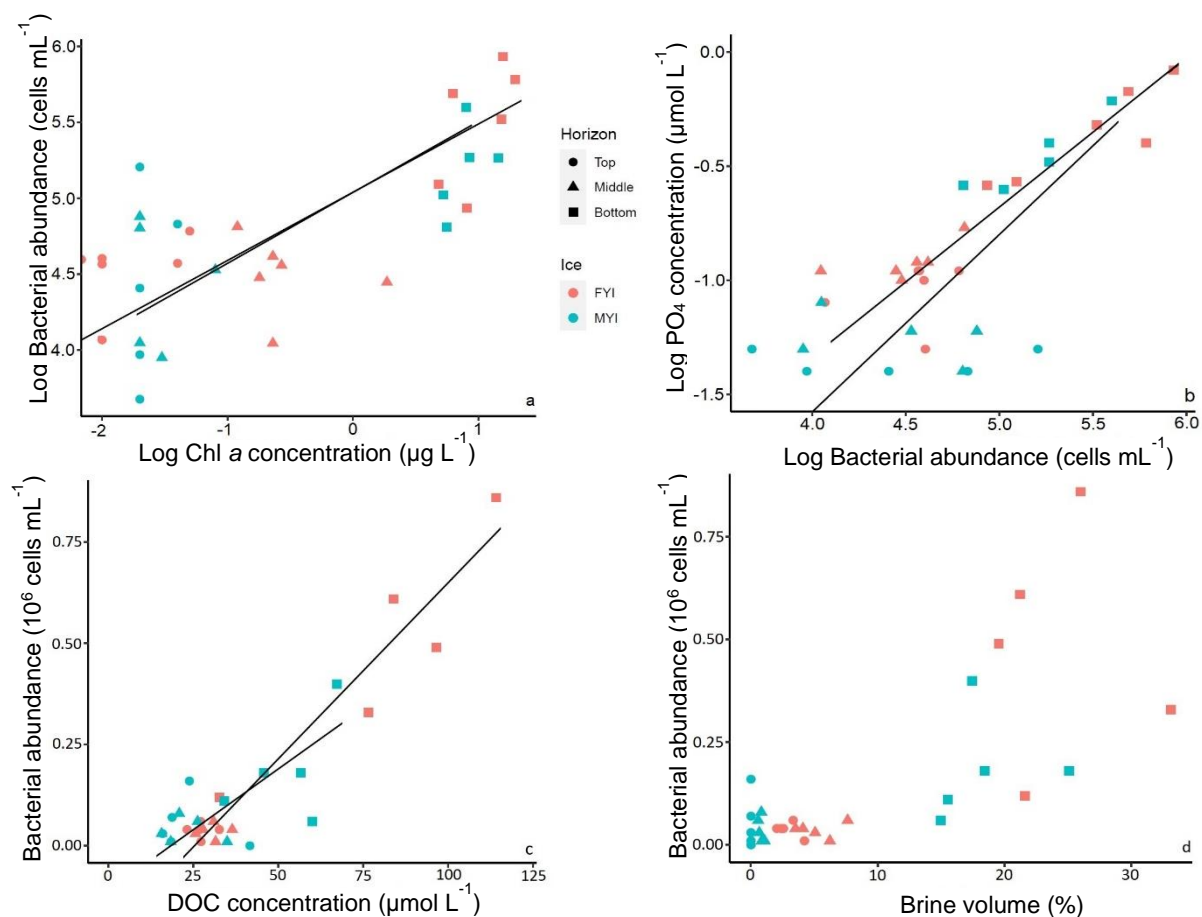 Log Bacterial abundance (cells mL⁻¹)
6.0
5.5
5.0
4.5
4.0
-2
-1
0
1
Log Chl a concentration (µg L⁻¹)
a
Horizon
Top
Middle
Bottom
Ice
FYI
MYI
Log PO₄ concentration (µmol L⁻¹)
0.0
-0.5
-1.0
-1.5
4.0
4.5
5.0
5.5
6.0
Log Bacterial abundance (cells mL⁻¹)
b
Bacterial abundance (10⁶ cells mL⁻¹)
0.75
0.50
0.25
0.00
0
25
50
75
100
125
DOC concentration (µmol L⁻¹)
c
Bacterial abundance (10⁶ cells mL⁻¹)
0.75
0.50
0.25
0.00
0
10
20
30
Brine volume (%)
d